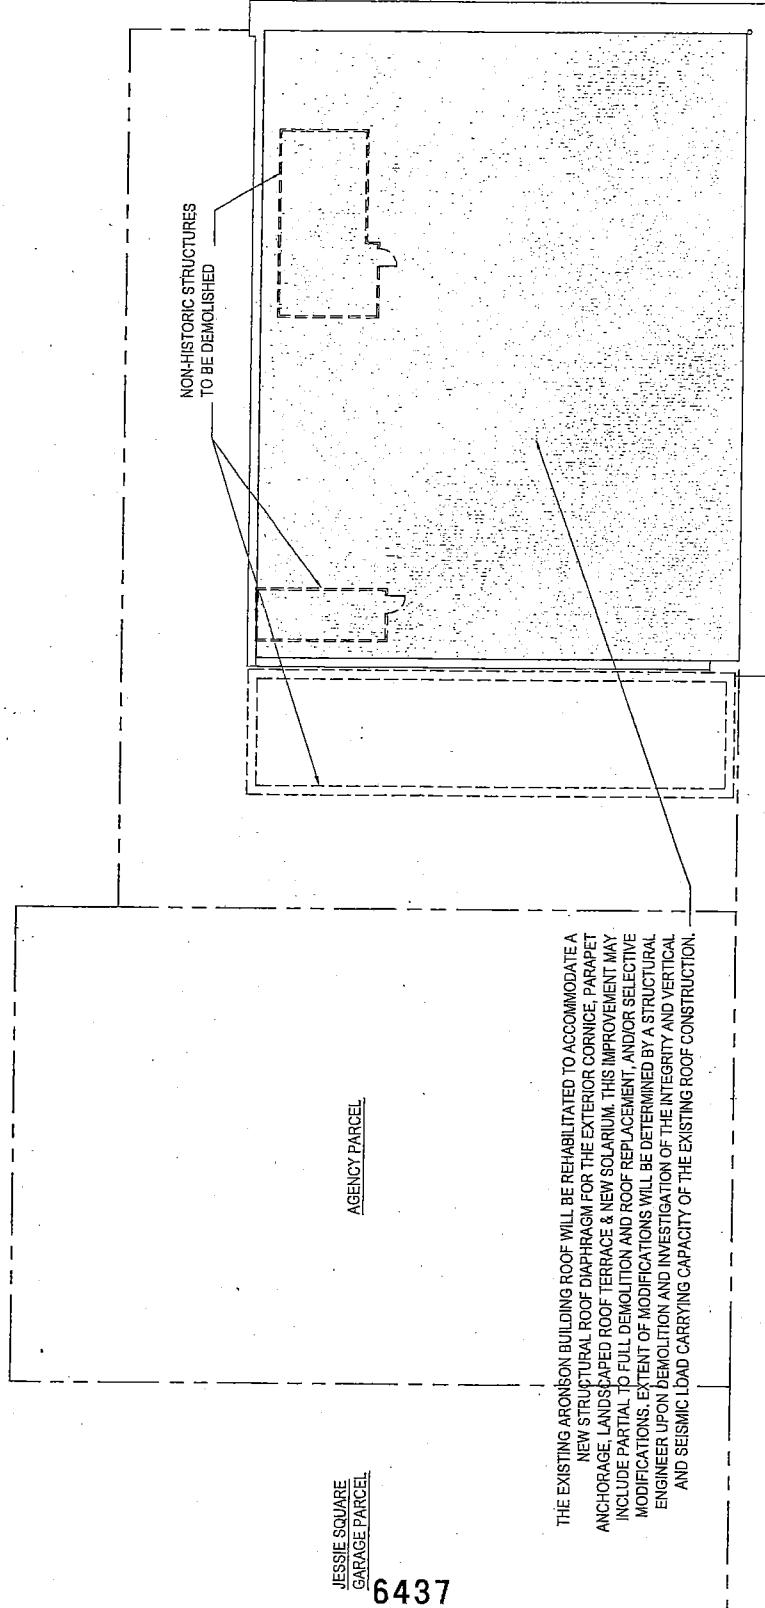 NON-HISTORIC STRUCTURES
TO BE DEMOLISHED
AGENCY PARCEL
THE EXISTING ARONSON BUILDING ROOF WILL BE REHABILITATED TO ACCOMMODATE A
NEW STRUCTURAL ROOF DIAPHRAGM FOR THE EXTERIOR CORNICE, PARAPET
ANCHORAGE, LANDSCAPED ROOF TERRACE & NEW SOLARIUM. THIS IMPROVEMENT MAY
INCLUDE PARTIAL TO FULL DEMOLITION AND ROOF REPLACEMENT, AND/OR SELECTIVE
MODIFICATIONS. EXTENT OF MODIFICATIONS WILL BE DETERMINED BY A STRUCTURAL
ENGINEER UPON DEMOLITION AND INVESTIGATION OF THE INTEGRITY AND VERTICAL
AND SEISMIC LOAD CARRYING CAPACITY OF THE EXISTING ROOF CONSTRUCTION.
JESSIE SQUARE
GARAGE PARCEL
6437